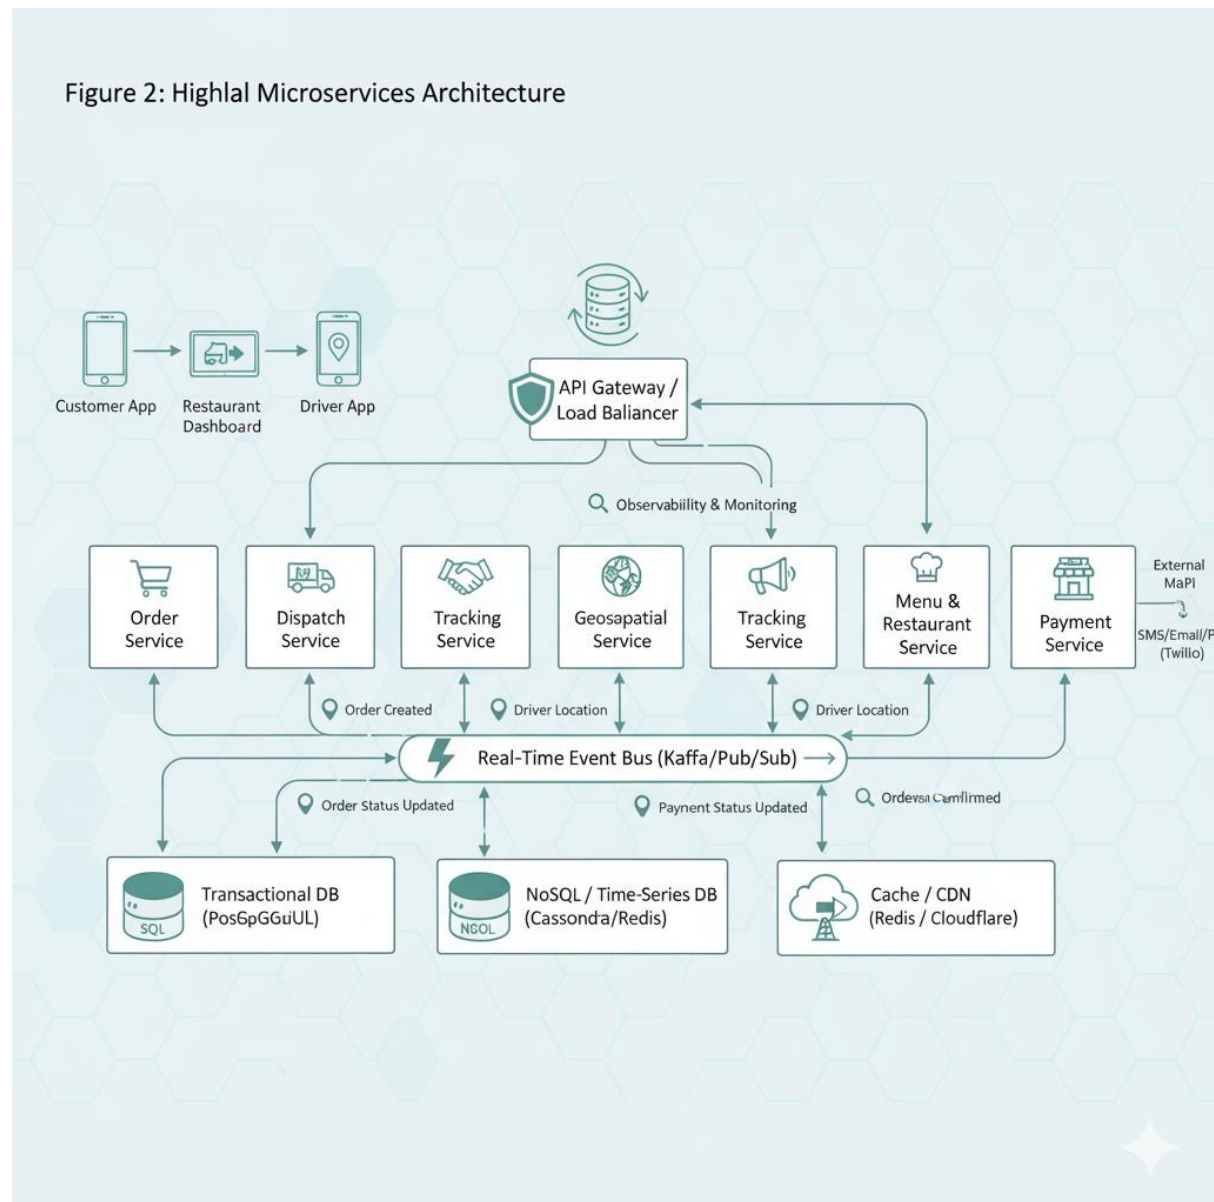 Figure 2: Highlal Microservices Architecture
Customer App
Restaurant
Dashboard
Driver App
API Gateway /
Load Baliancer
Observabiility & Monitoring
Order
Service
Dispatch
Service
Tracking
Service
Geosapatial
Service
Tracking
Service
Menu &
Restaurant
Service
Payment
Service
External
MaPI
SMS/Email/P
(Twilio)
Order Created
Driver Location
Driver Location
Real-Time Event Bus (Kaffa/Pub/Sub)
Order Status Updated
Paynent Status Updated
SQL
Transactional DB
NGOL
NoSQL / Time-Series DB
(Cassondra/Redis)
Cache / CDN
(Redis / Cloudflare)